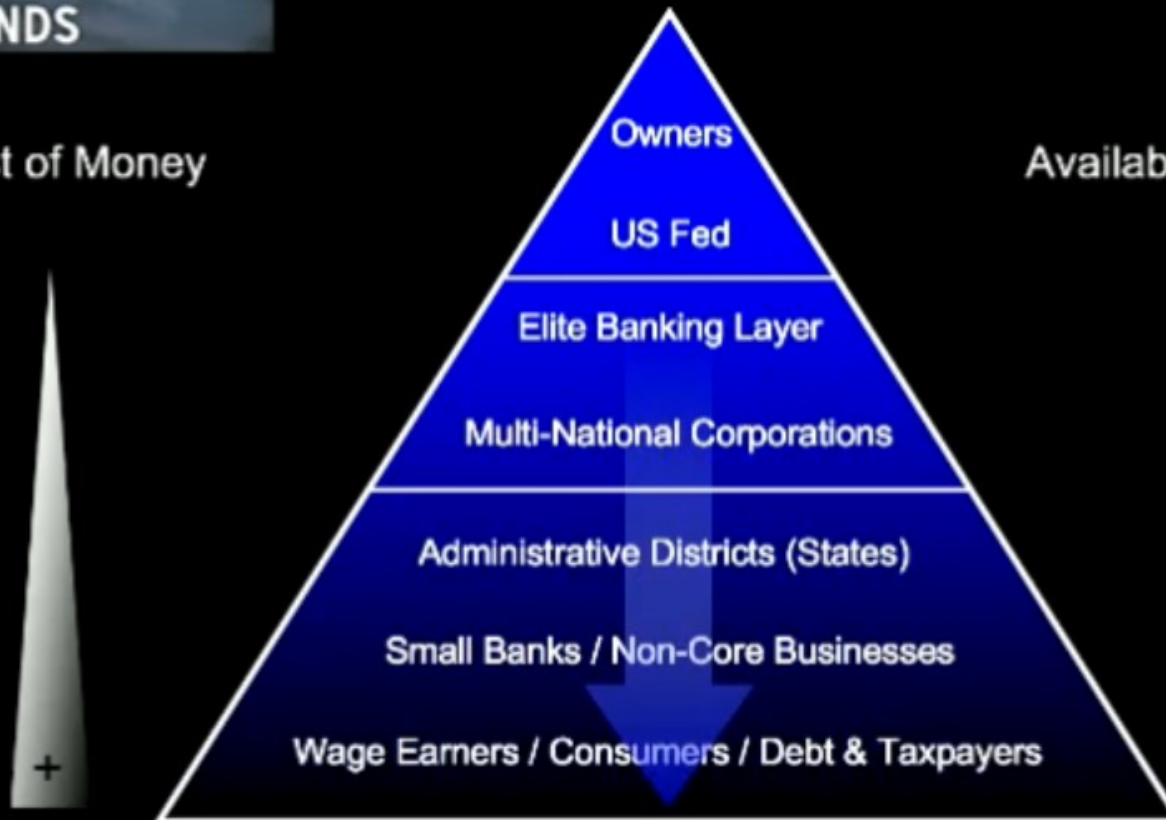 NDS
t of Money
Availab
Owners
US Fed
Elite Banking Layer
Multi-National Corporations
Administrative Districts (States)
Small Banks / Non-Core Businesses
Wage Earners / Consumers / Debt & Taxpayers
+